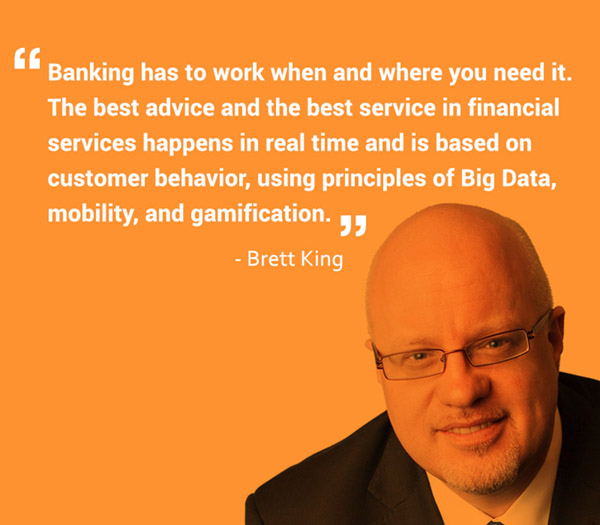 “ Banking has to work when and where you need it.
The best advice and the best service in financial
services happens in real time and is based on
customer behavior, using principles of Big Data,
mobility, and gamification. ”
- Brett King